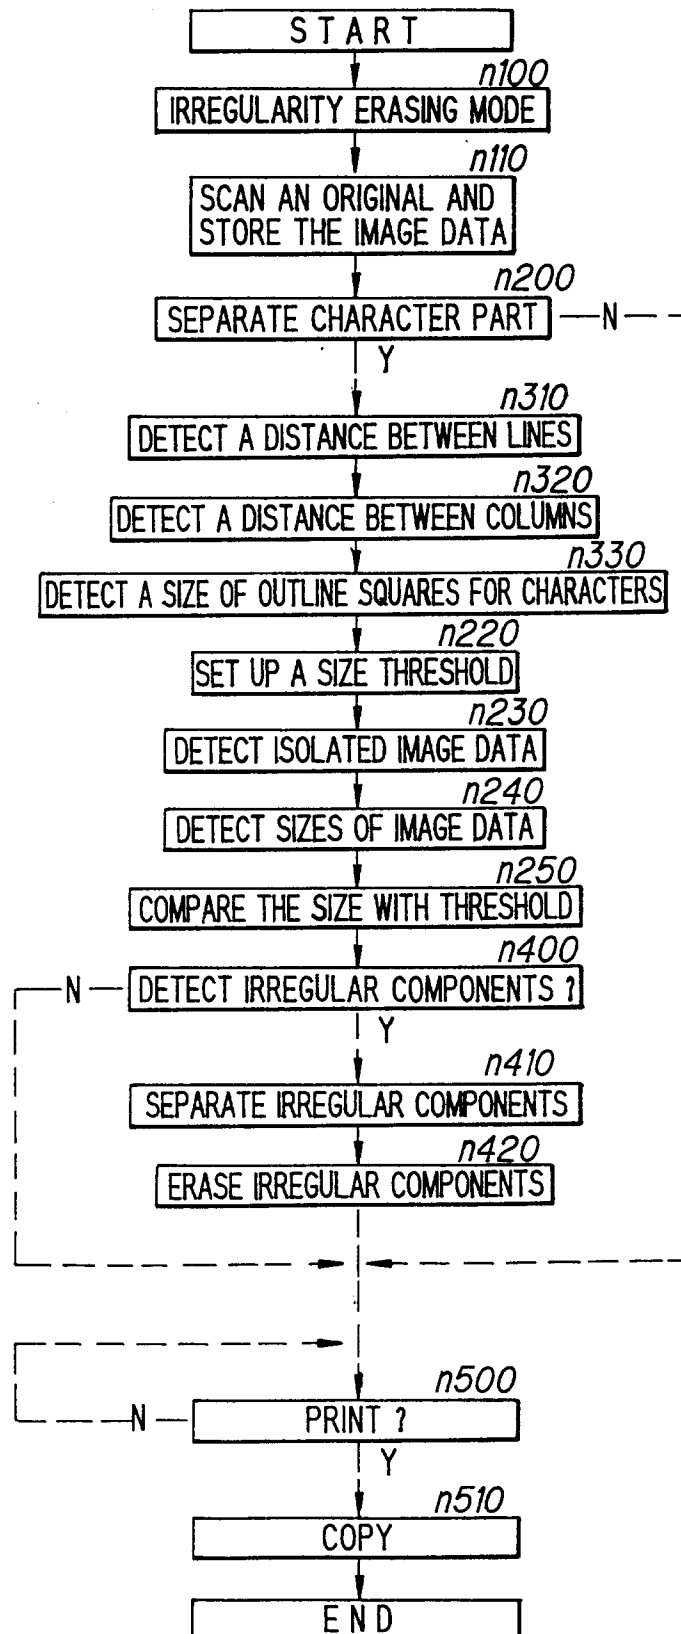 START
n100
IRREGULARITY ERASING MODE
n110
SCAN AN ORIGINAL AND
STORE THE IMAGE DATA
n200
SEPARATE CHARACTER PART
N
Y
n310
DETECT A DISTANCE BETWEEN LINES
n320
DETECT A DISTANCE BETWEEN COLUMNS
n330
DETECT A SIZE OF OUTLINE SQUARES FOR CHARACTERS
n220
SET UP A SIZE THRESHOLD
n230
DETECT ISOLATED IMAGE DATA
n240
DETECT SIZES OF IMAGE DATA
n250
COMPARE THE SIZE WITH THRESHOLD
n400
N
DETECT IRREGULAR COMPONENTS ?
Y
n410
SEPARATE IRREGULAR COMPONENTS
n420
ERASE IRREGULAR COMPONENTS
n500
N
PRINT ?
Y
n510
COPY
END